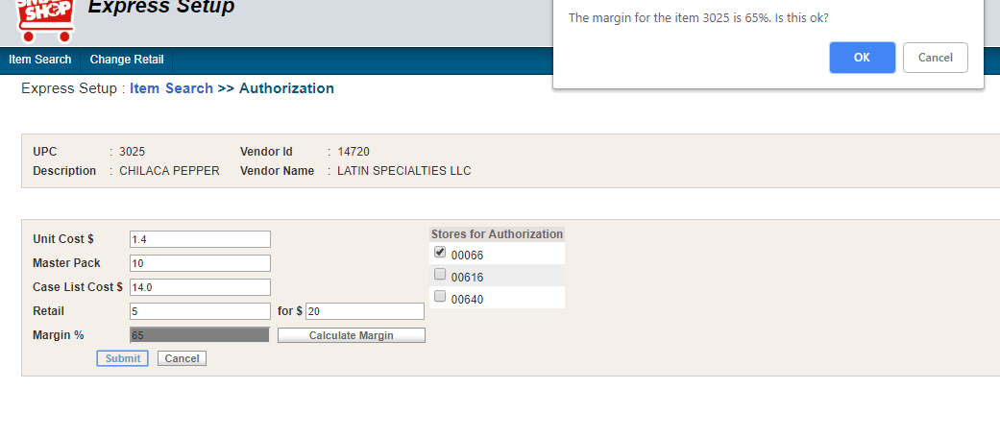 SHOP
Express Setup
The margin for the item 3025 is 65%. Is this ok?
OK Cancel
Item Search Change Retail
Express Setup : Item Search >> Authorization
UPC : 3025 Vendor Id : 14720
Description : CHILACA PEPPER Vendor Name : LATIN SPECIALTIES LLC
Stores for Authorization
Unit Cost $ 1.4
00066
Master Pack 10
00616
Case List Cost $ 14.0
00640
Retail 5 for $ 20
Margin % 65 Calculate Margin
Submit Cancel